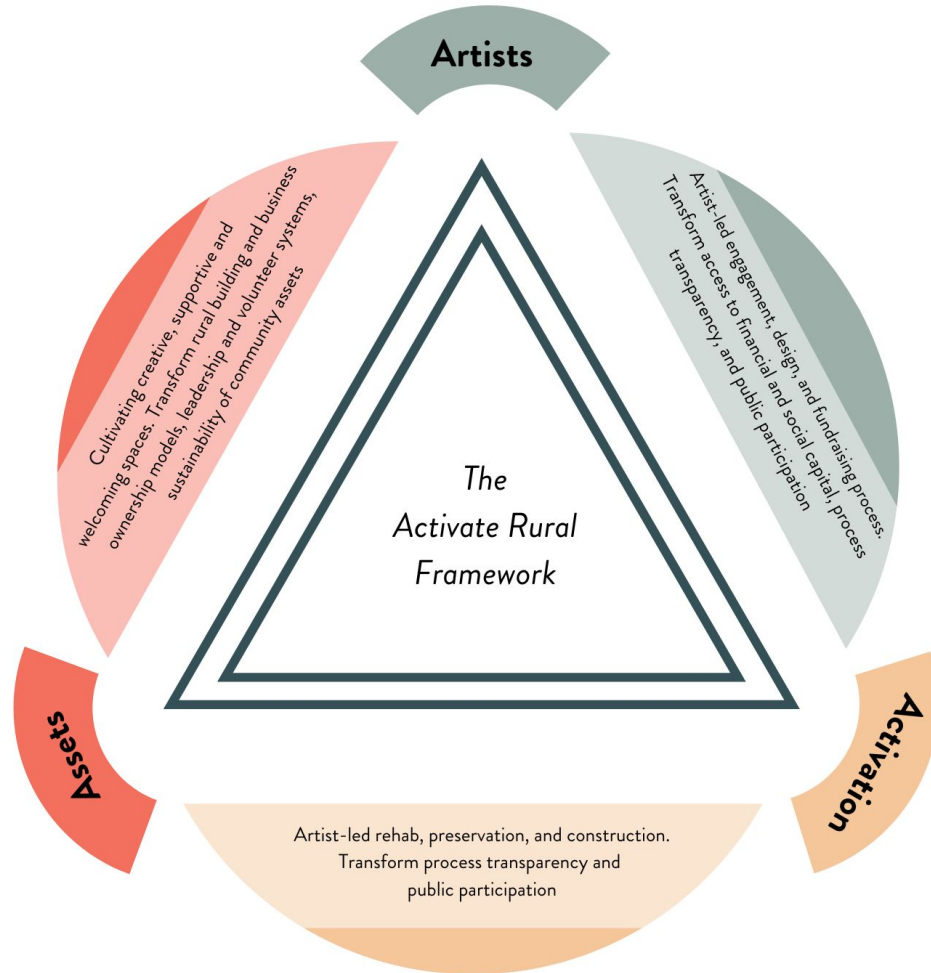 Artists
Cultivating creative, supportive and
welcoming spaces. Transform rural building and business
ownership models, leadership and volunteer systems,
sustainability of community assets
Artist-led engagement, design, and fundraising process.
Transform access to financial and social capital, process
transparency, and public participation
The
Activate Rural
Framework
Assets
Activation
Artist-led rehab, preservation, and construction.
Transform process transparency and
public participation